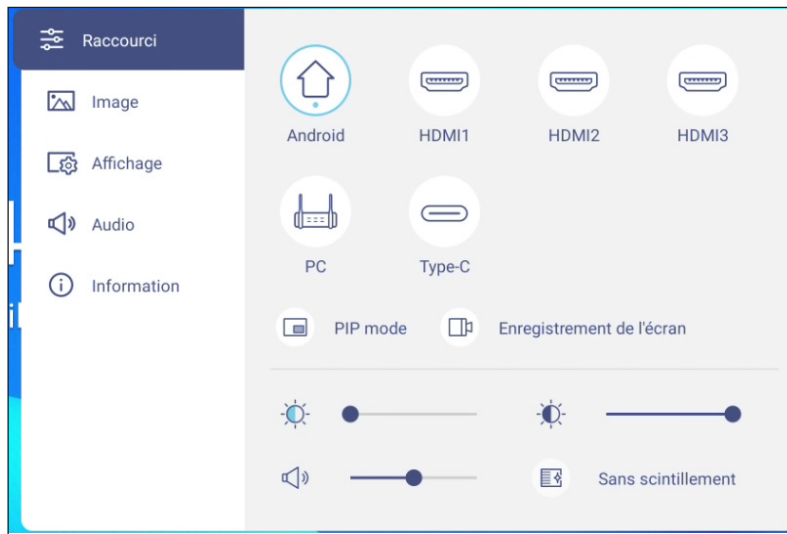 Raccourci
Image
Affichage
Audio
Information
Android HDMI1 HDMI2 HDMI3
PC Type-C
PIP mode Enregistrement de l'écran
Sans scintillement